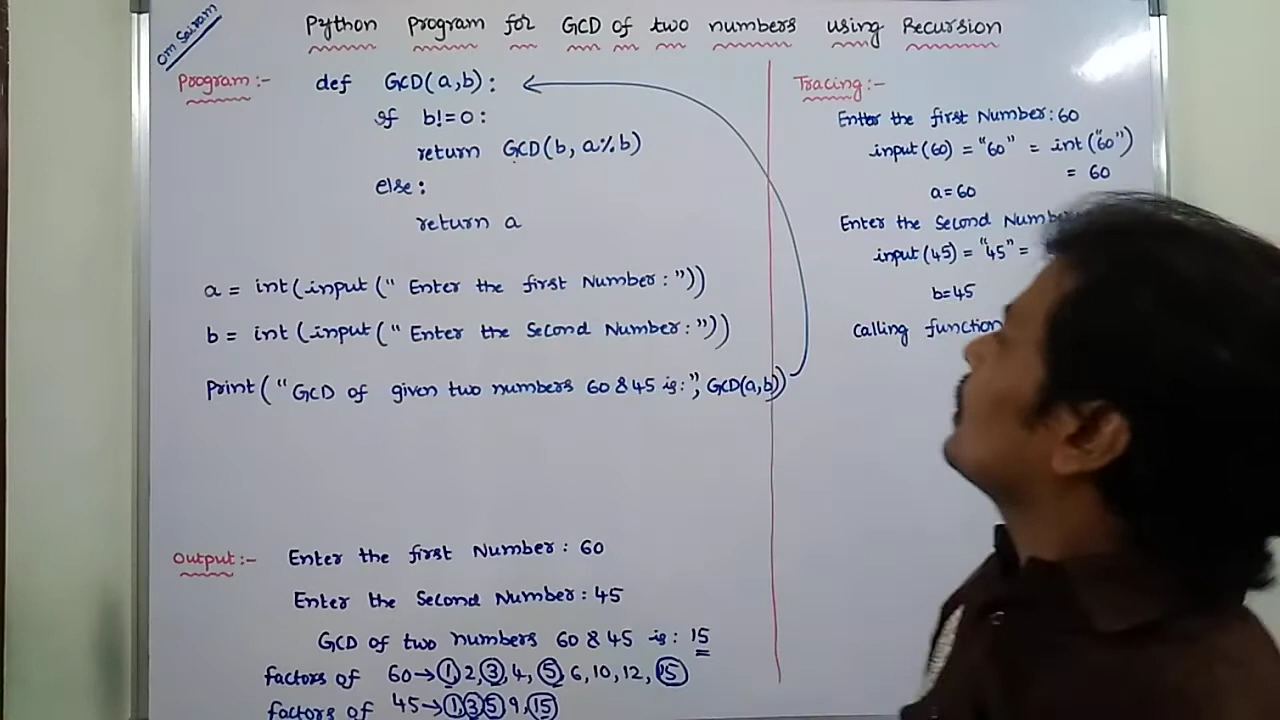 Om Sairam
Python Program for GCD of two numbers using Recursion
Program:-
def GCD(a,b):
if b!=0:
return GCD(b, a%b)
else:
return a
a = int(input("Enter the first Number:"))
b = int(input("Enter the Second Number:"))
Print("GCD of given two numbers 60 & 45 is:", GCD(a,b))
Output:-
Enter the first Number: 60
Enter the Second Number: 45
GCD of two numbers 60 & 45 is: 15
factors of 60→1, 2, 3, 4, 5, 6, 10, 12, 15
factors of 45→1 3 5 9, 15
Tracing:-
Enter the first Number: 60
input(60) = "60" = int("60")
= 60
a=60
Enter the Second
input(45) = "45" =
b=45
Calling function